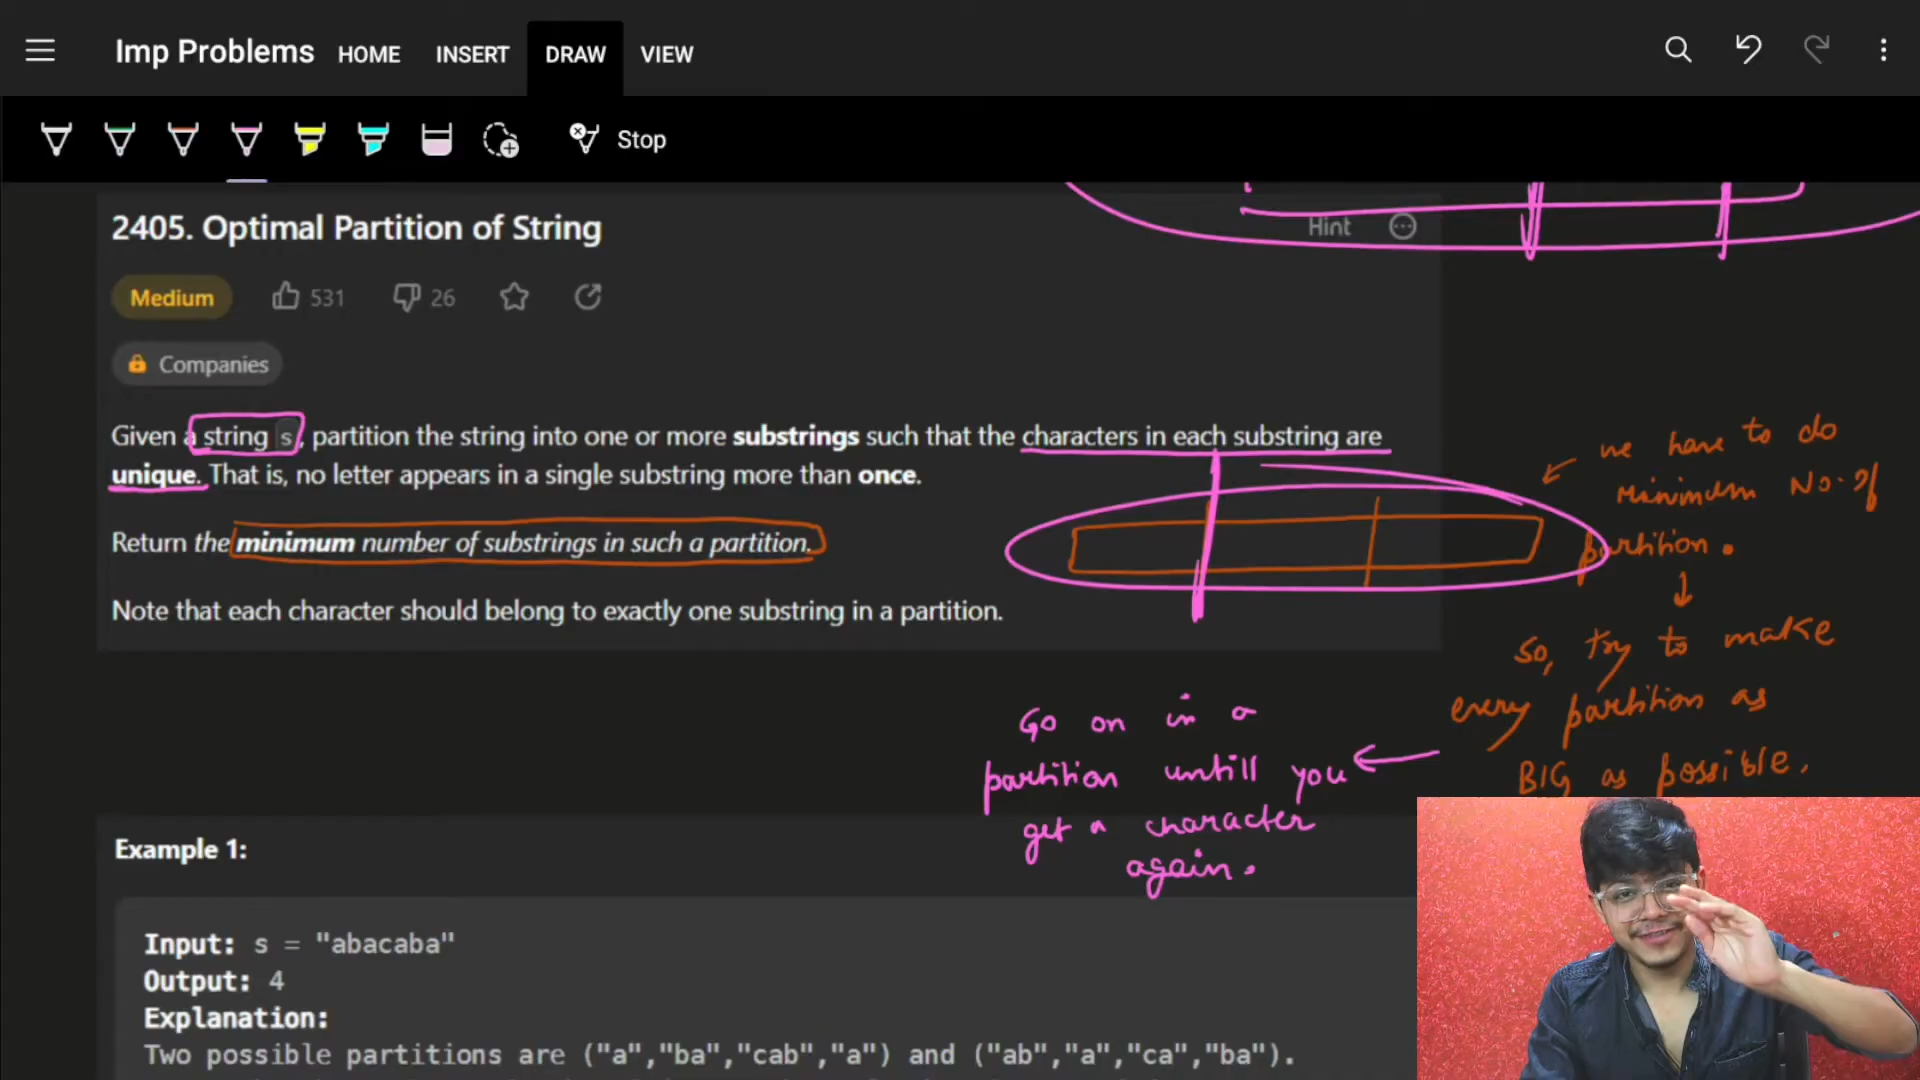 Imp Problems HOME INSERT DRAW VIEW
Stop
2405. Optimal Partition of String
Hint
Medium 531 26
Companies
Given a string s, partition the string into one or more substrings such that the characters in each substring are
unique. That is, no letter appears in a single substring more than once.
Return the minimum number of substrings in such a partition.
Note that each character should belong to exactly one substring in a partition.
we have to do
Minimum No. of
partition.
So, try to make
every partition as
BIG as possible.
Go on in a
partition untill you
get a character
again.
Example 1:
Input: s = "abacaba"
Output: 4
Explanation:
Two possible partitions are ("a","ba","cab","a") and ("ab","a","ca","ba").